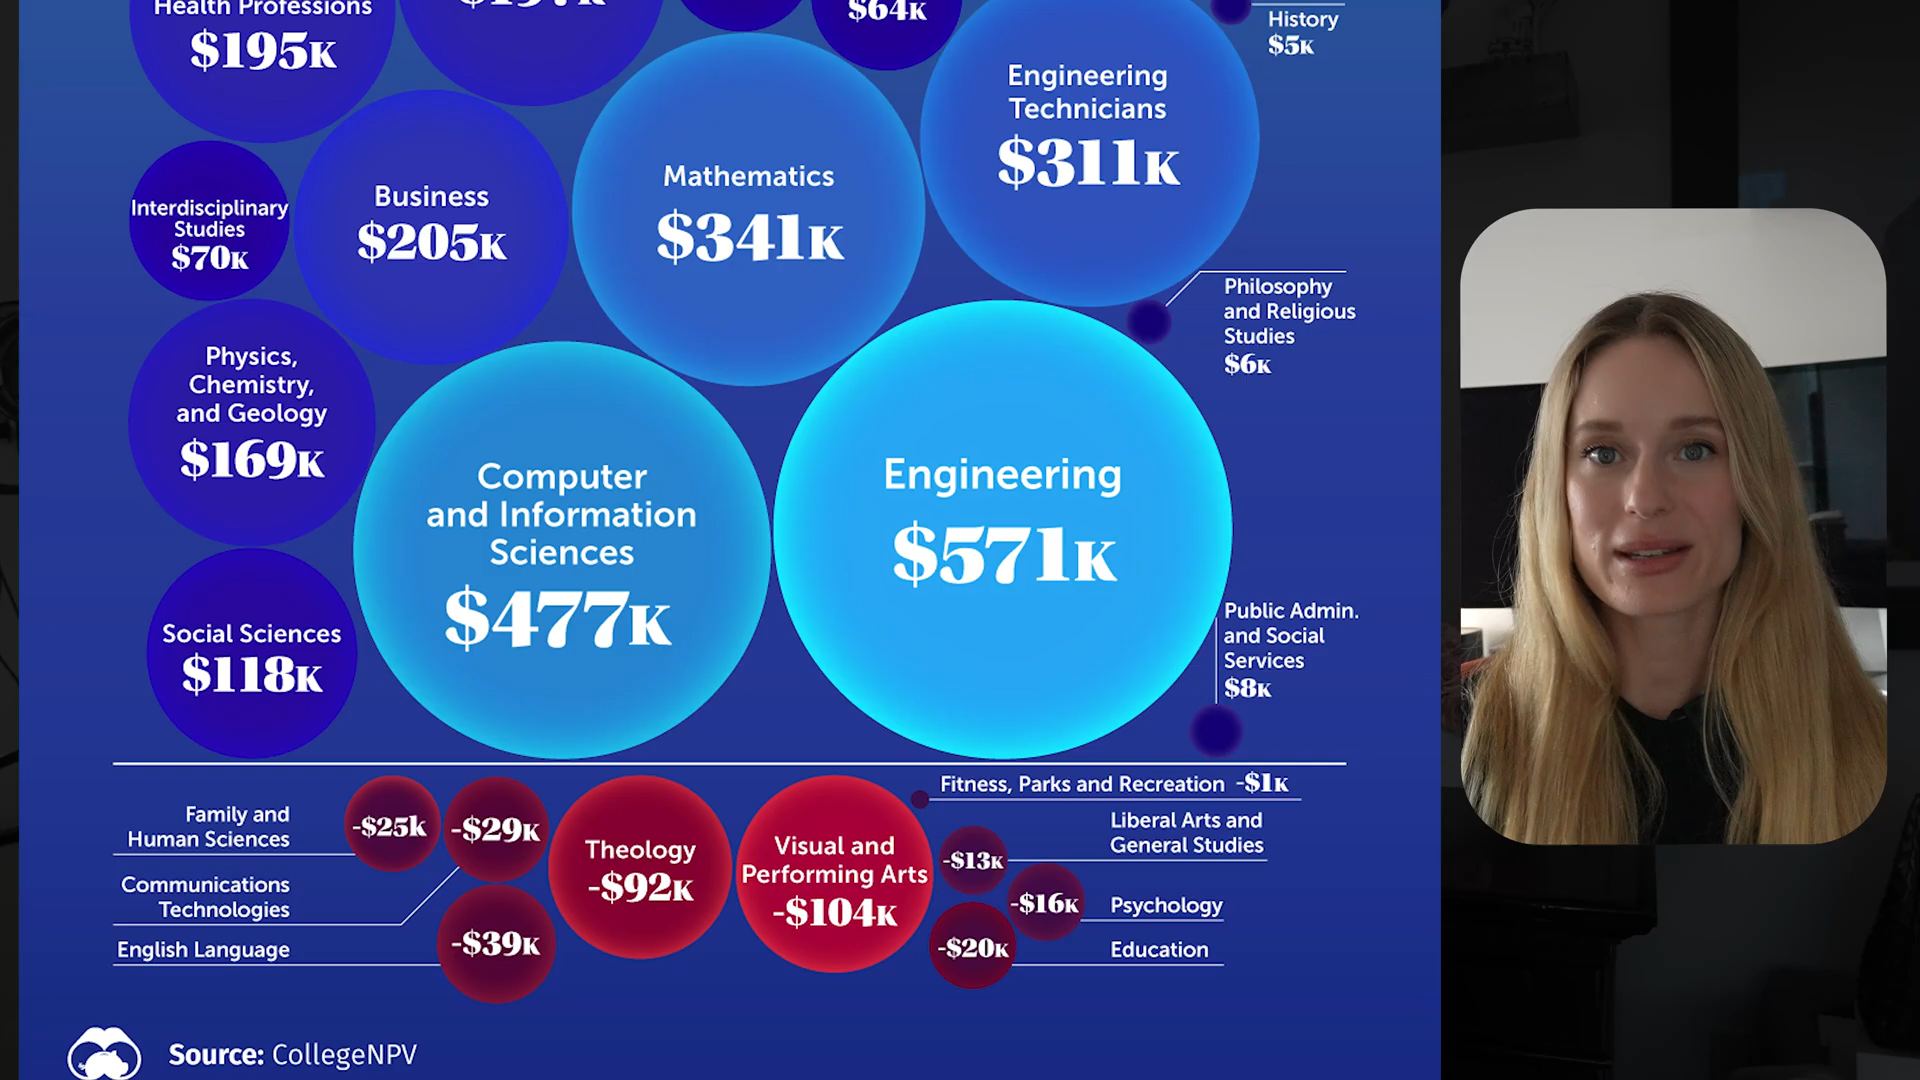 Health Professions
$195K
$64K
History
$5K
Engineering
Technicians
$311K
Mathematics
$341K
Business
$205K
Interdisciplinary
Studies
$70K
Philosophy
and Religious
Studies
$6K
Physics,
Chemistry,
and Geology
$169K
Computer
and Information
Sciences
$477K
Engineering
$571K
Social Sciences
$118K
Public Admin.
and Social
Services
$8K
Family and
Human Sciences
-$25k
Communications
Technologies
-$29K
English Language
-$39K
Theology
-$92K
Visual and
Performing Arts
-$104K
Fitness, Parks and Recreation -$1K
Liberal Arts and
General Studies
-$13K
Psychology
-$16K
Education
-$20K
Source: CollegeNPV